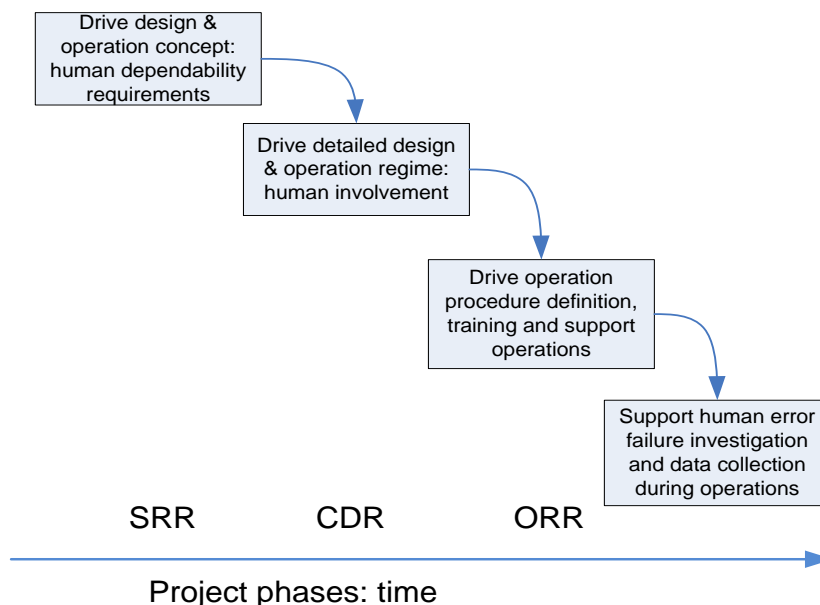 Drive design &
operation concept:
human dependability
requirements
Drive detailed design
& operation regime:
human involvement
Drive operation
procedure definition,
training and support
operations
Support human error
failure investigation
and data collection
during operations
SRR CDR ORR
Project phases: time